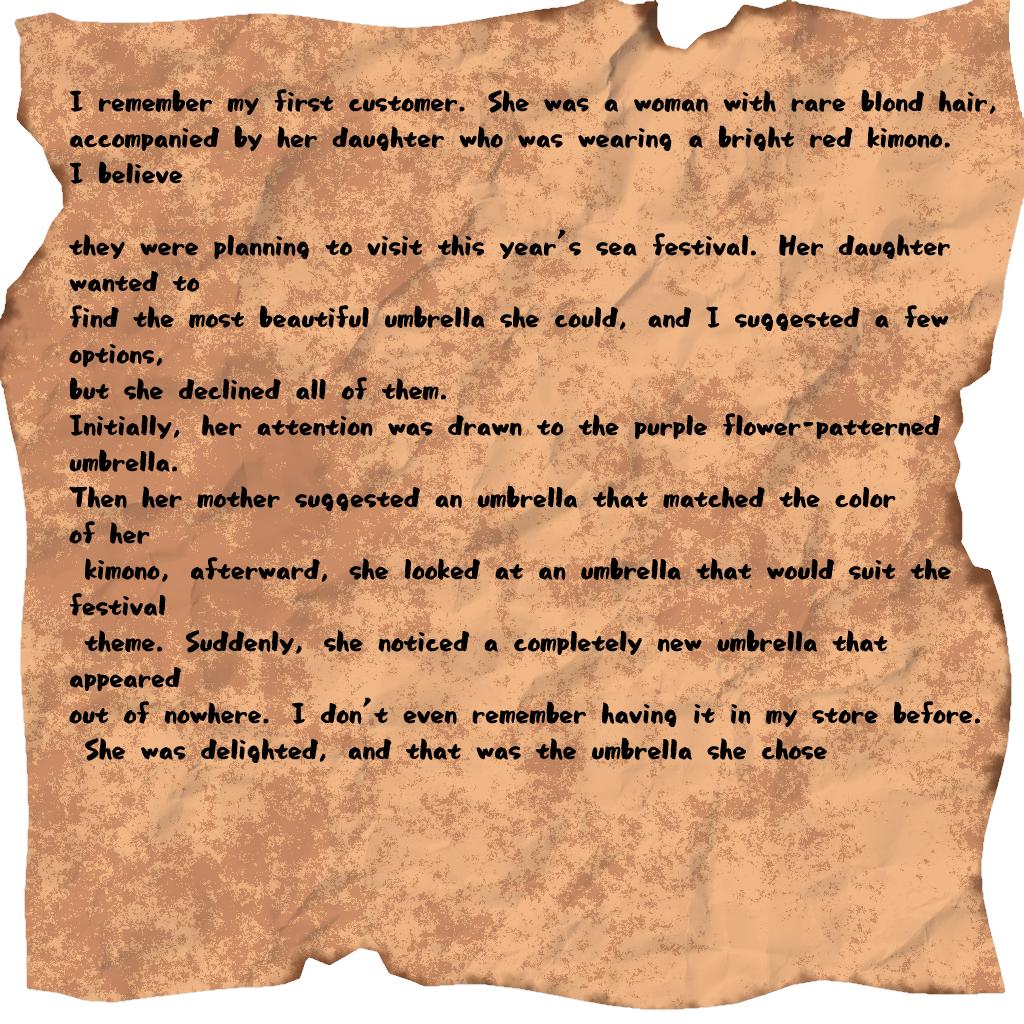 I remember my first customer. She was a woman with rare blond hair,
accompanied by her daughter who was wearing a bright red kimono.
I believe
they were planning to visit this year's sea festival. Her daughter
wanted to
find the most beautiful umbrella she could, and I suggested a few
options,
but she declined all of them.
Initially, her attention was drawn to the purple flower-patterned
umbrella.
Then her mother suggested an umbrella that matched the color
of her
kimono, afterward, she looked at an umbrella that would suit the
festival
theme. Suddenly, she noticed a completely new umbrella that
appeared
out of nowhere. I don't even remember having it in my store before.
She was delighted, and that was the umbrella she chose